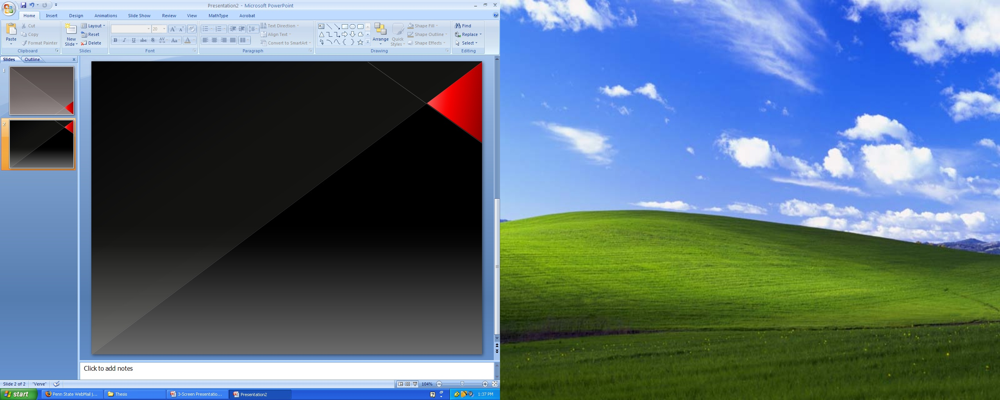 Presentation2 - Microsoft PowerPoint
Home Insert Design Animations Slide Show Review View MathType Acrobat
Paste
Cut
Copy
Format Painter
Clipboard
New Slide
Layout
Reset
Delete
Slides
20
B I U abc S AV Aa A
Font
Text Direction
Align Text
Convert to SmartArt
Paragraph
Arrange
Quick Styles
Shape Fill
Shape Outline
Shape Effects
Drawing
Find
Replace
Select
Editing
Slides Outline x
1
2
Click to add notes
Slide 2 of 2 "Verve" 104%
start Penn State WebMail j... Thesis 3-Screen Presentatio... Presentation2 1:37 PM